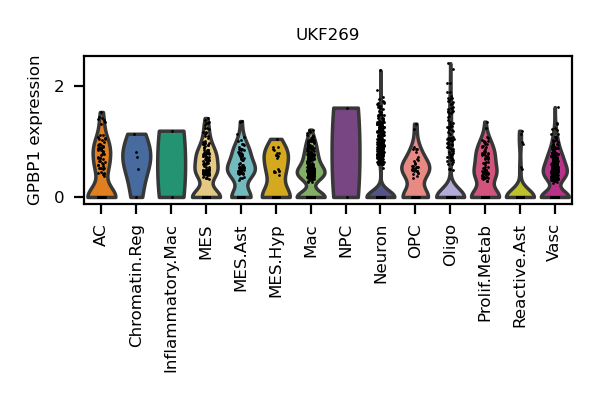 UKF269
GPBP1 expression
2
0
AC
Chromatin.Reg
Inflammatory.Mac
MES
MES.Ast
MES.Hyp
Mac
NPC
Neuron
OPC
Oligo
Prolif.Metab
Reactive.Ast
Vasc